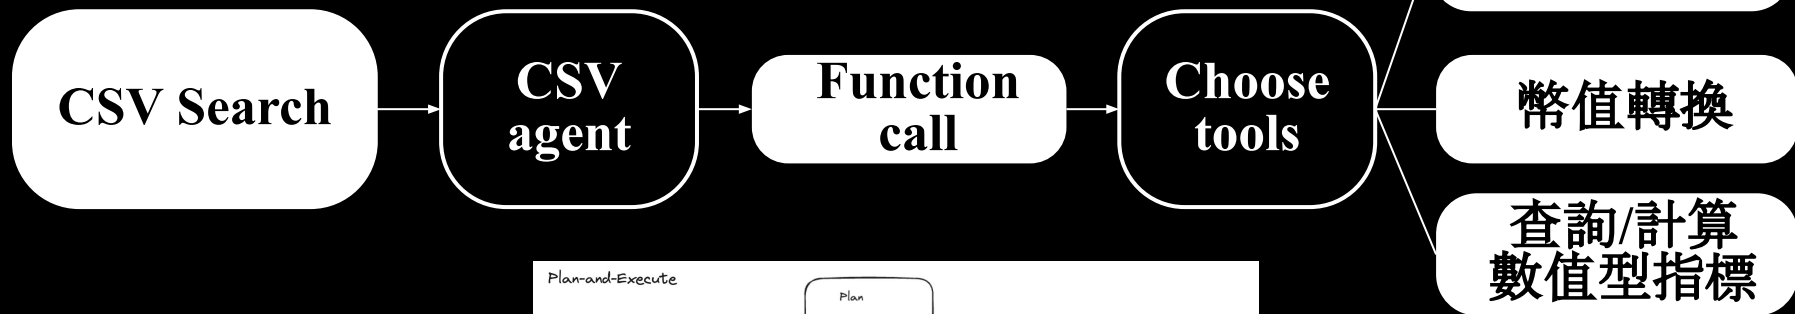 CSV Search
CSV
agent
Function
call
Choose
tools
幣值轉換
查詢/計算
數值型指標
Plan-and-Execute
Plan